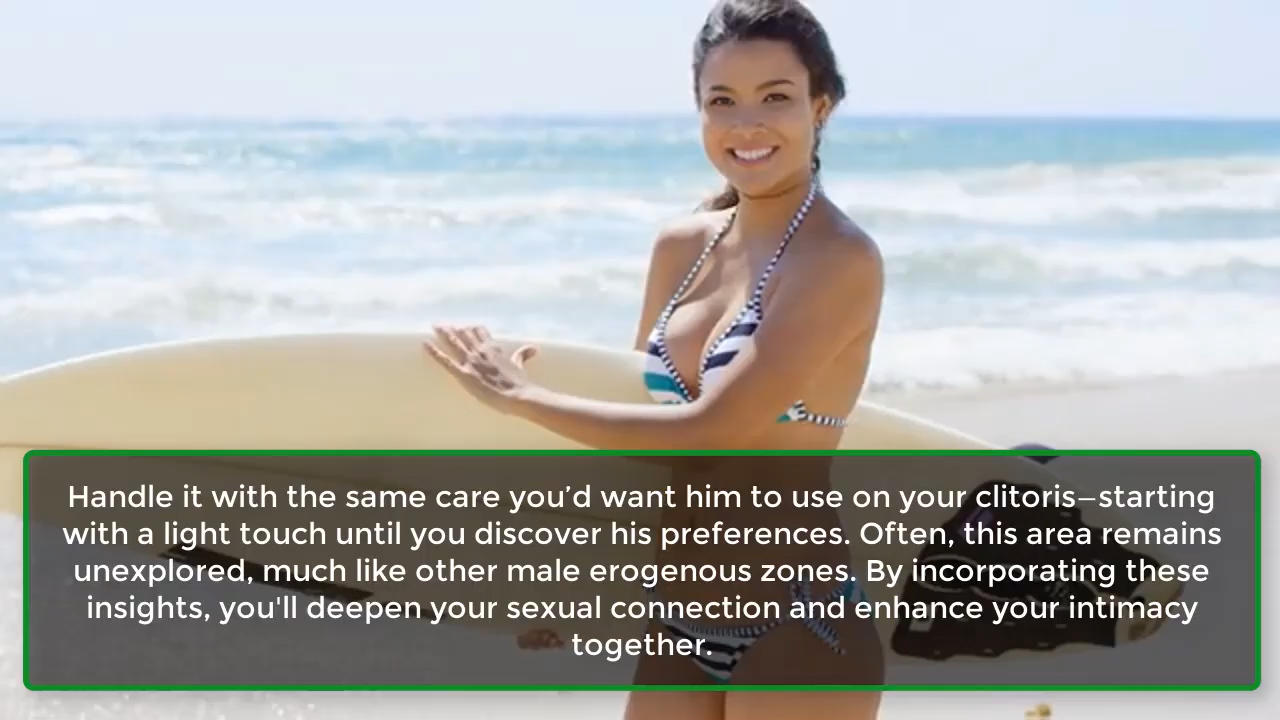 Handle it with the same care you’d want him to use on your clitoris—starting
with a light touch until you discover his preferences. Often, this area remains
unexplored, much like other male erogenous zones. By incorporating these
insights, you'll deepen your sexual connection and enhance your intimacy
together.